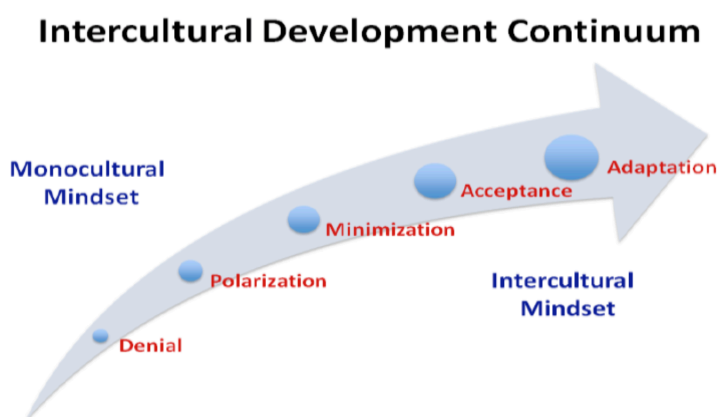 Intercultural Development Continuum
Monocultural
Mindset
Adaptation
Acceptance
Minimization
Polarization
Intercultural
Mindset
Denial